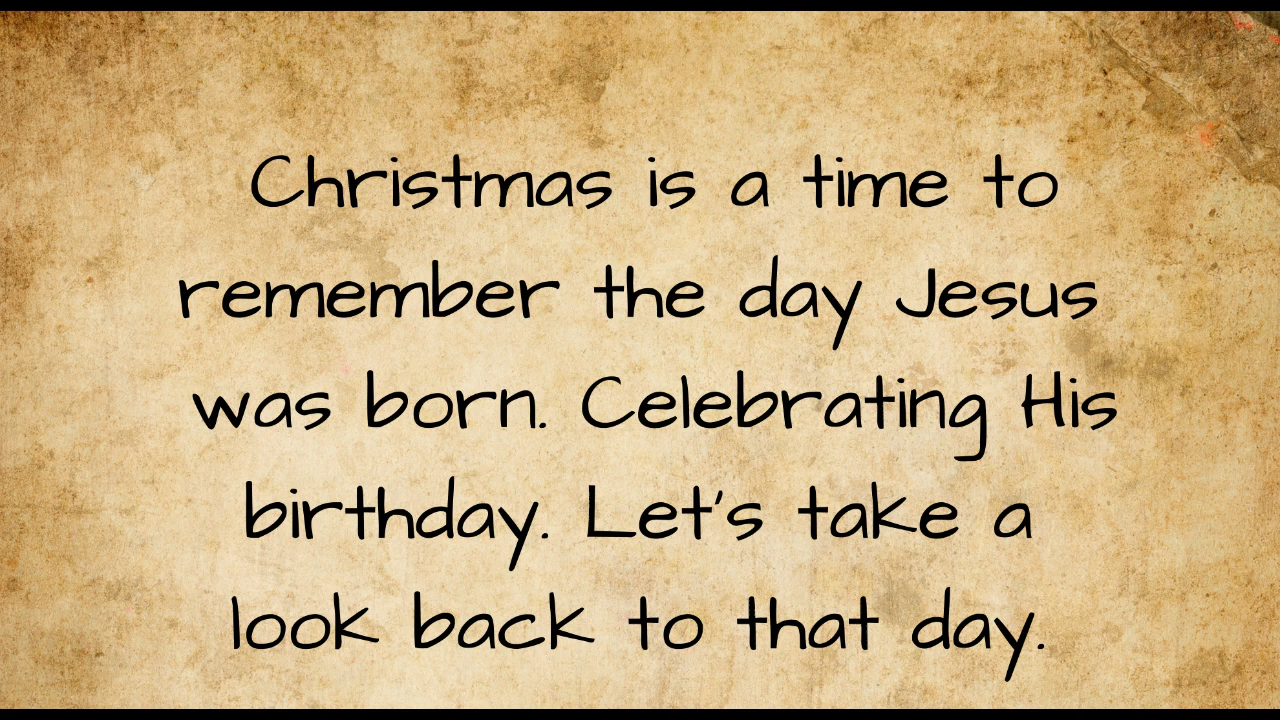 Christmas is a time to
remember the day Jesus
was born. Celebrating His
birthday. Let's take a
look back to that day.